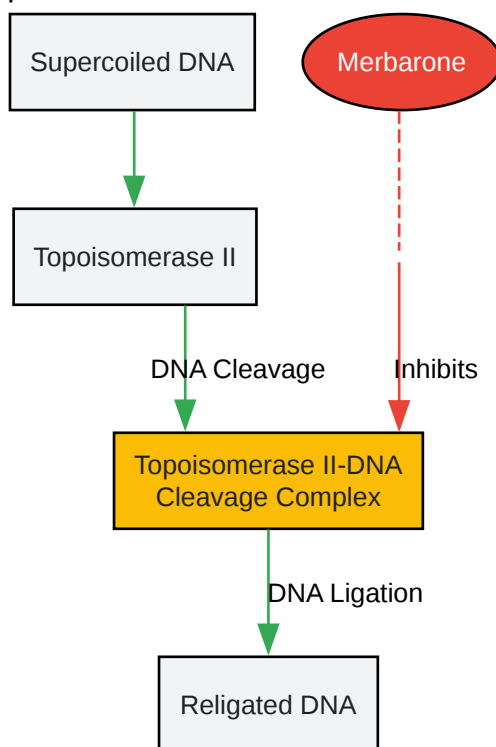 Supercoiled DNA
Merbarone
Topoisomerase II
DNA Cleavage
Inhibits
Topoisomerase II-DNA
Cleavage Complex
DNA Ligation
Religated DNA